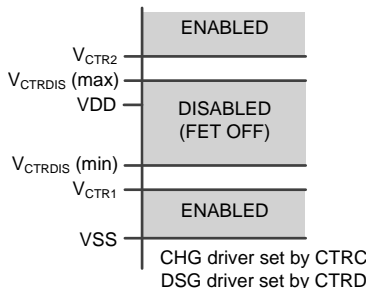 ENABLED
VCTR2
VCTRDIS (max)
VDD
DISABLED
(FET OFF)
VCTRDIS (min)
VCTR1
ENABLED
VSS
CHG driver set by CTRC
DSG driver set by CTRD